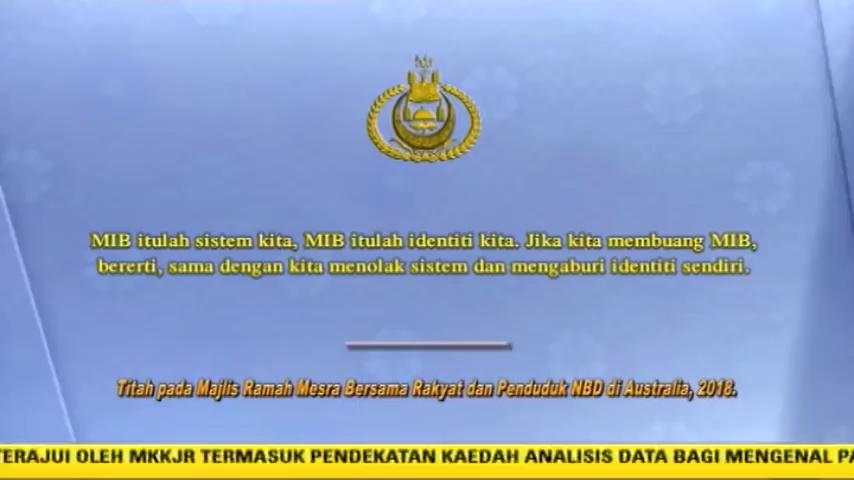 MIB itulah sistem kita, MIB itulah identiti kita. Jika kita membuang MIB,
bererti, sama dengan kita menolak sistem dan mengaburi identiti sendiri.
Titah pada Majlis Ramah Mesra Bersama Rakyat dan Penduduk NBD di Australia, 2018.
TERAJUI OLEH MKKJR TERMASUK PENDEKATAN KAEDAH ANALISIS DATA BAGI MENGENAL PA